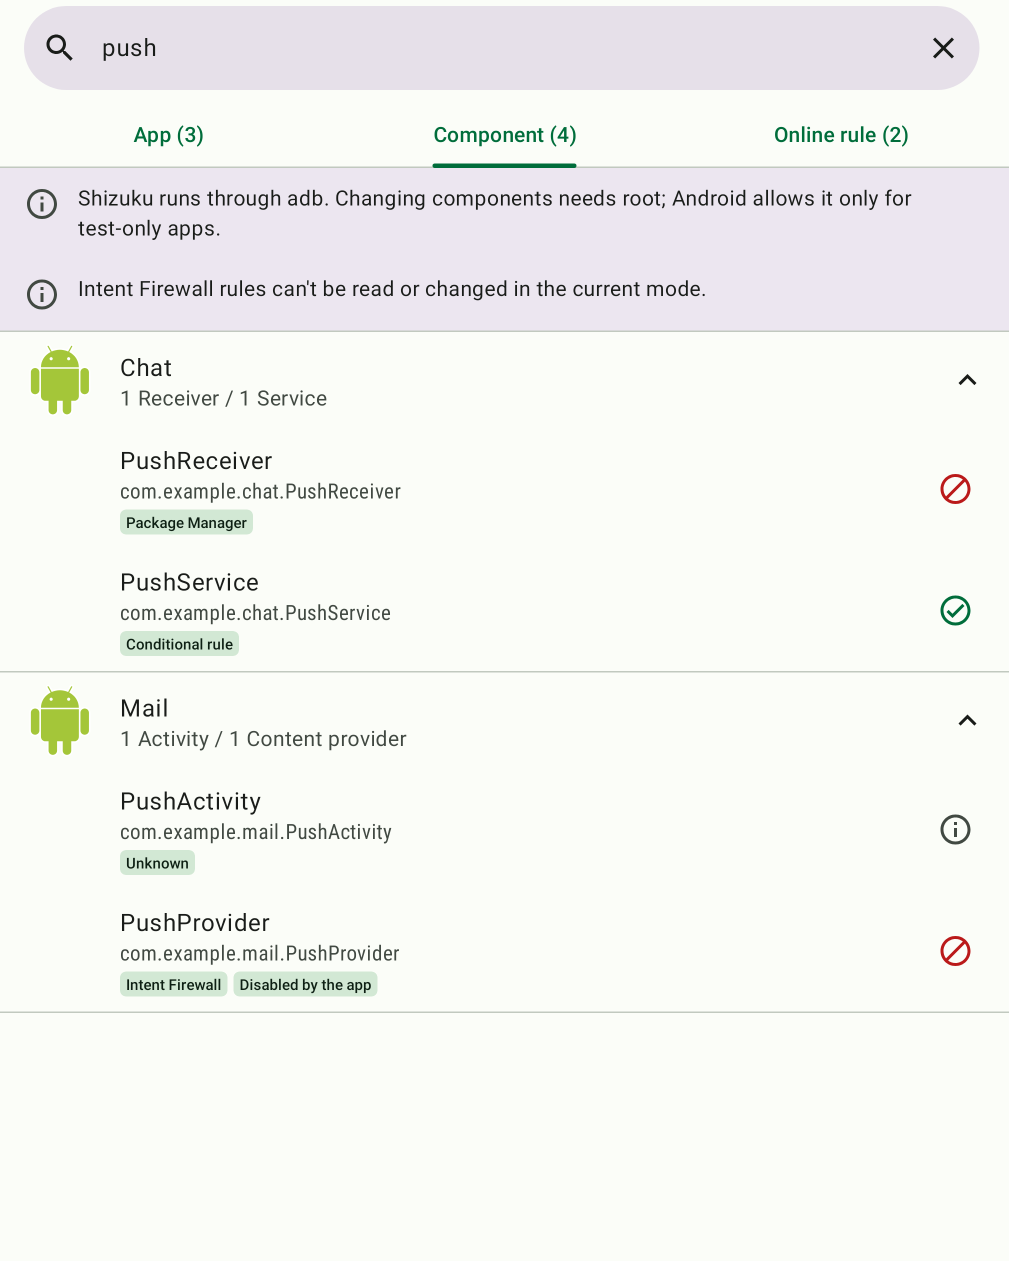 push
App (3)
Component (4)
Online rule (2)
Shizuku runs through adb. Changing components needs root; Android allows it only for
test-only apps.
Intent Firewall rules can't be read or changed in the current mode.
Chat
1 Receiver / 1 Service
PushReceiver
com.example.chat.PushReceiver
Package Manager
PushService
com.example.chat.PushService
Conditional rule
Mail
1 Activity / 1 Content provider
PushActivity
com.example.mail.PushActivity
Unknown
PushProvider
com.example.mail.PushProvider
Intent Firewall
Disabled by the app